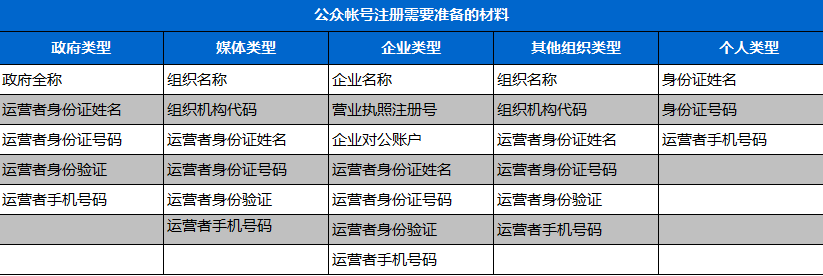 公众帐号注册需要准备的材料
政府类型 媒体类型 企业类型 其他组织类型 个人类型
政府全称 组织名称 企业名称 组织名称 身份证姓名
运营者身份证姓名 组织机构代码 营业执照注册号 组织机构代码 身份证号码
运营者身份证号码 运营者身份证姓名 企业对公账户 运营者身份证姓名 运营者手机号码
运营者身份验证 运营者身份证号码 运营者身份证姓名 运营者身份证号码
运营者手机号码 运营者身份验证 运营者身份证号码 运营者身份验证
运营者手机号码 运营者身份验证 运营者手机号码
运营者手机号码